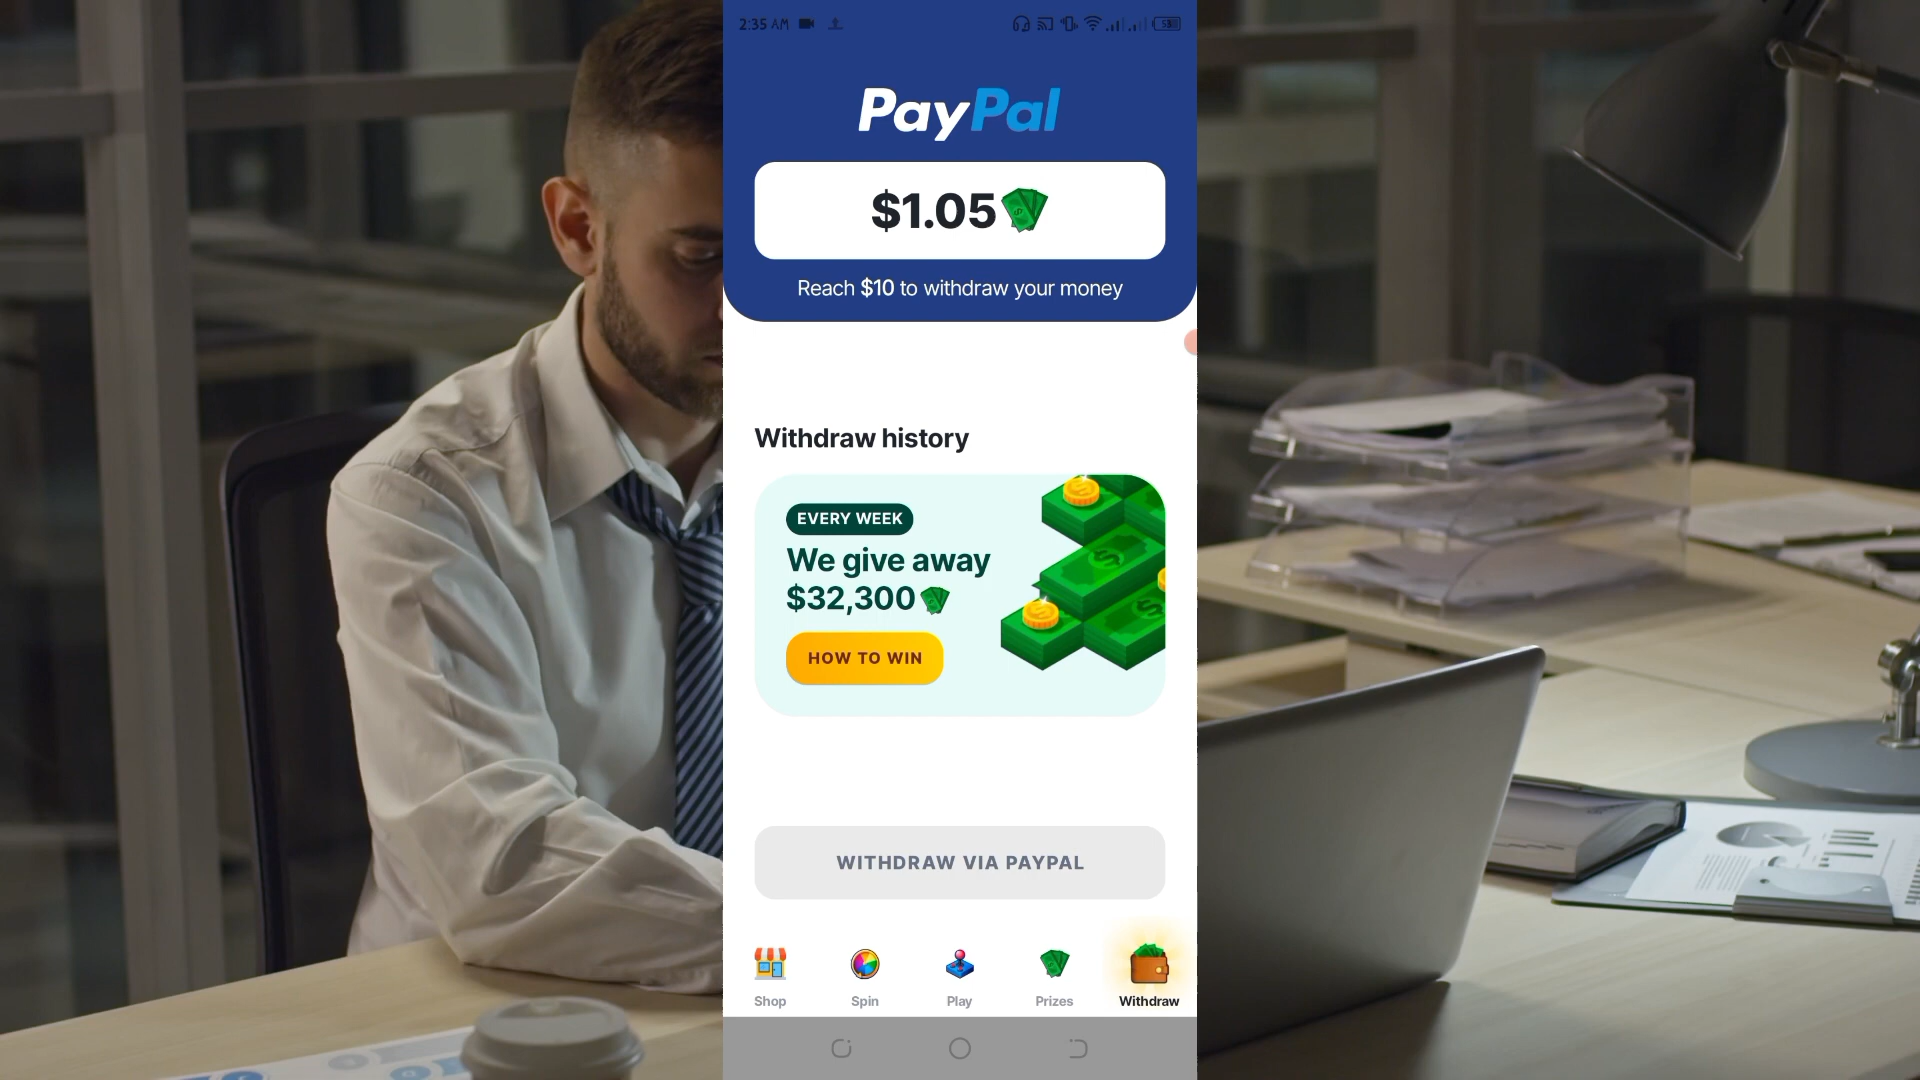 2:35 AM
PayPal
$1.05
Reach $10 to withdraw your money
Withdraw history
EVERY WEEK
We give away
$32,300
HOW TO WIN
WITHDRAW VIA PAYPAL
Shop
Spin
Play
Prizes
Withdraw